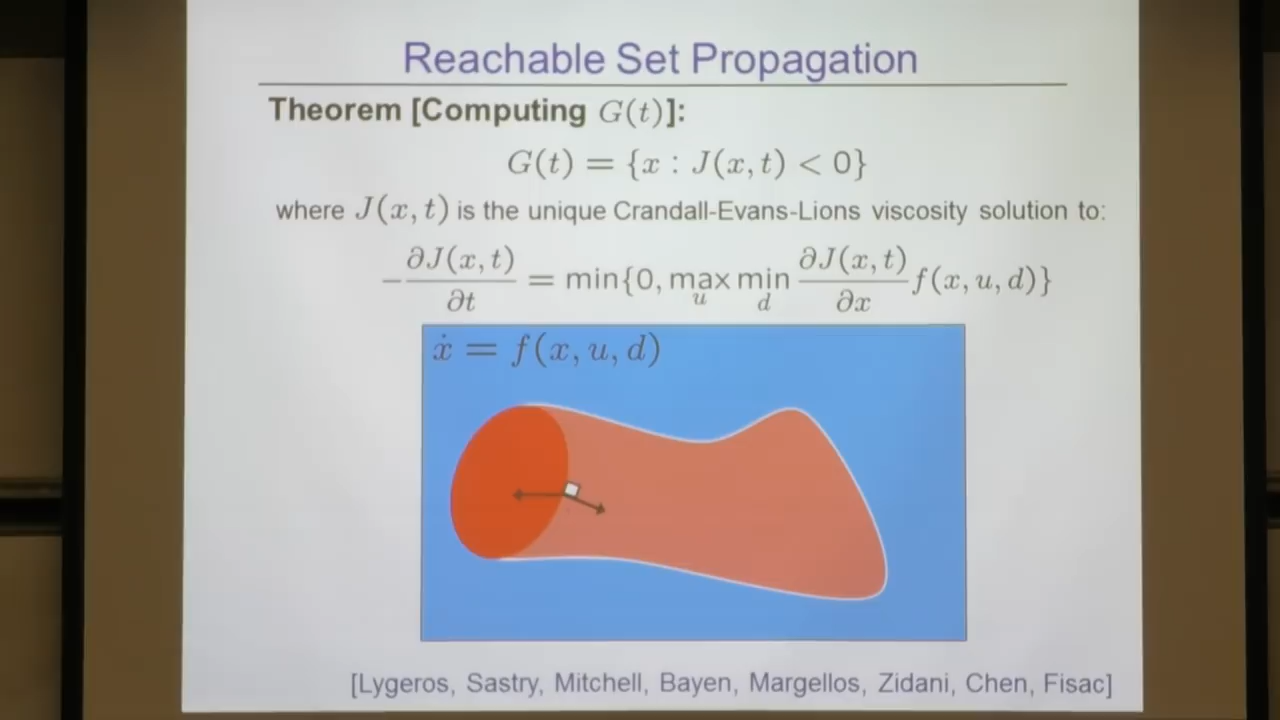 Reachable Set Propagation
Theorem [Computing G(t)]:
G(t) = {x : J(x, t) < 0}
where J(x, t) is the unique Crandall-Evans-Lions viscosity solution to:
−∂J(x, t)/∂t = min{0, max_u min_d ∂J(x, t)/∂x f(x, u, d)}
ẋ = f(x, u, d)
[Lygeros, Sastry, Mitchell, Bayen, Margellos, Zidani, Chen, Fisac]